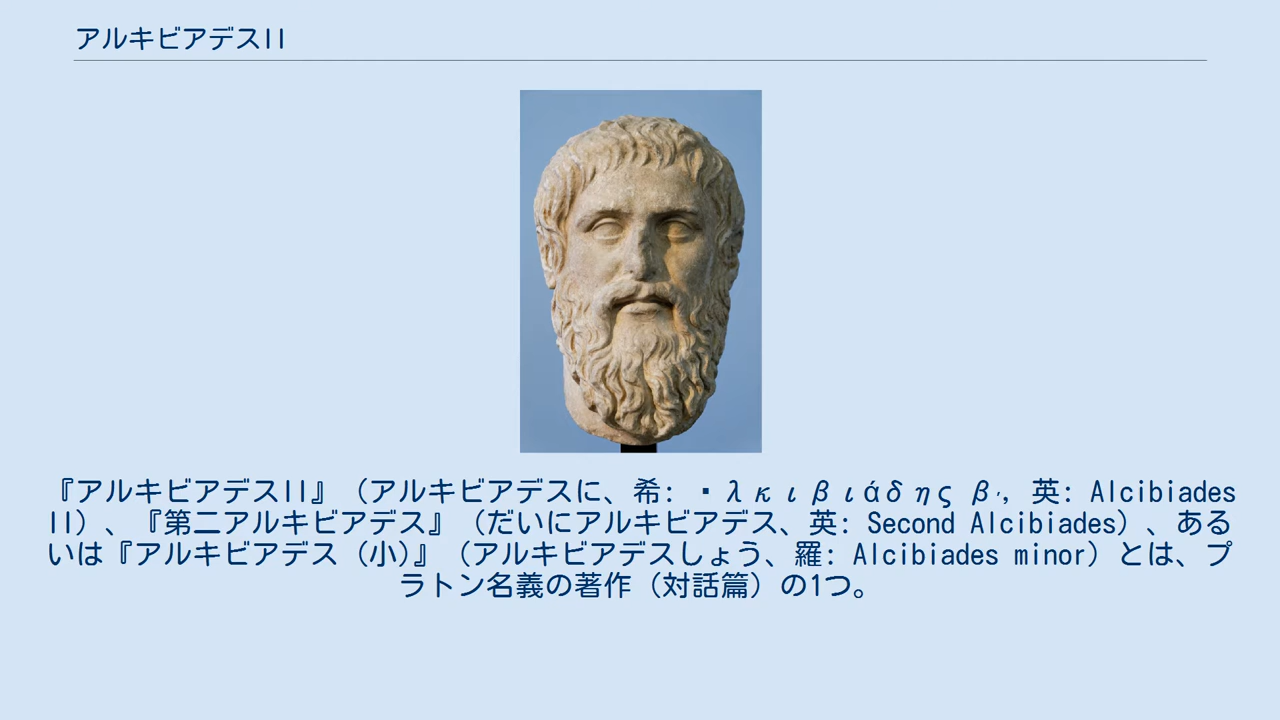 アルキビアデスII
『アルキビアデスII』（アルキビアデスに、希: ▪λκιβιάδης β′, 英: Alcibiades
II）、『第二アルキビアデス』（だいにアルキビアデス、英: Second Alcibiades）、ある
いは『アルキビアデス（小)』（アルキビアデスしょう、羅: Alcibiades minor）とは、プ
ラトン名義の著作（対話篇）の1つ。